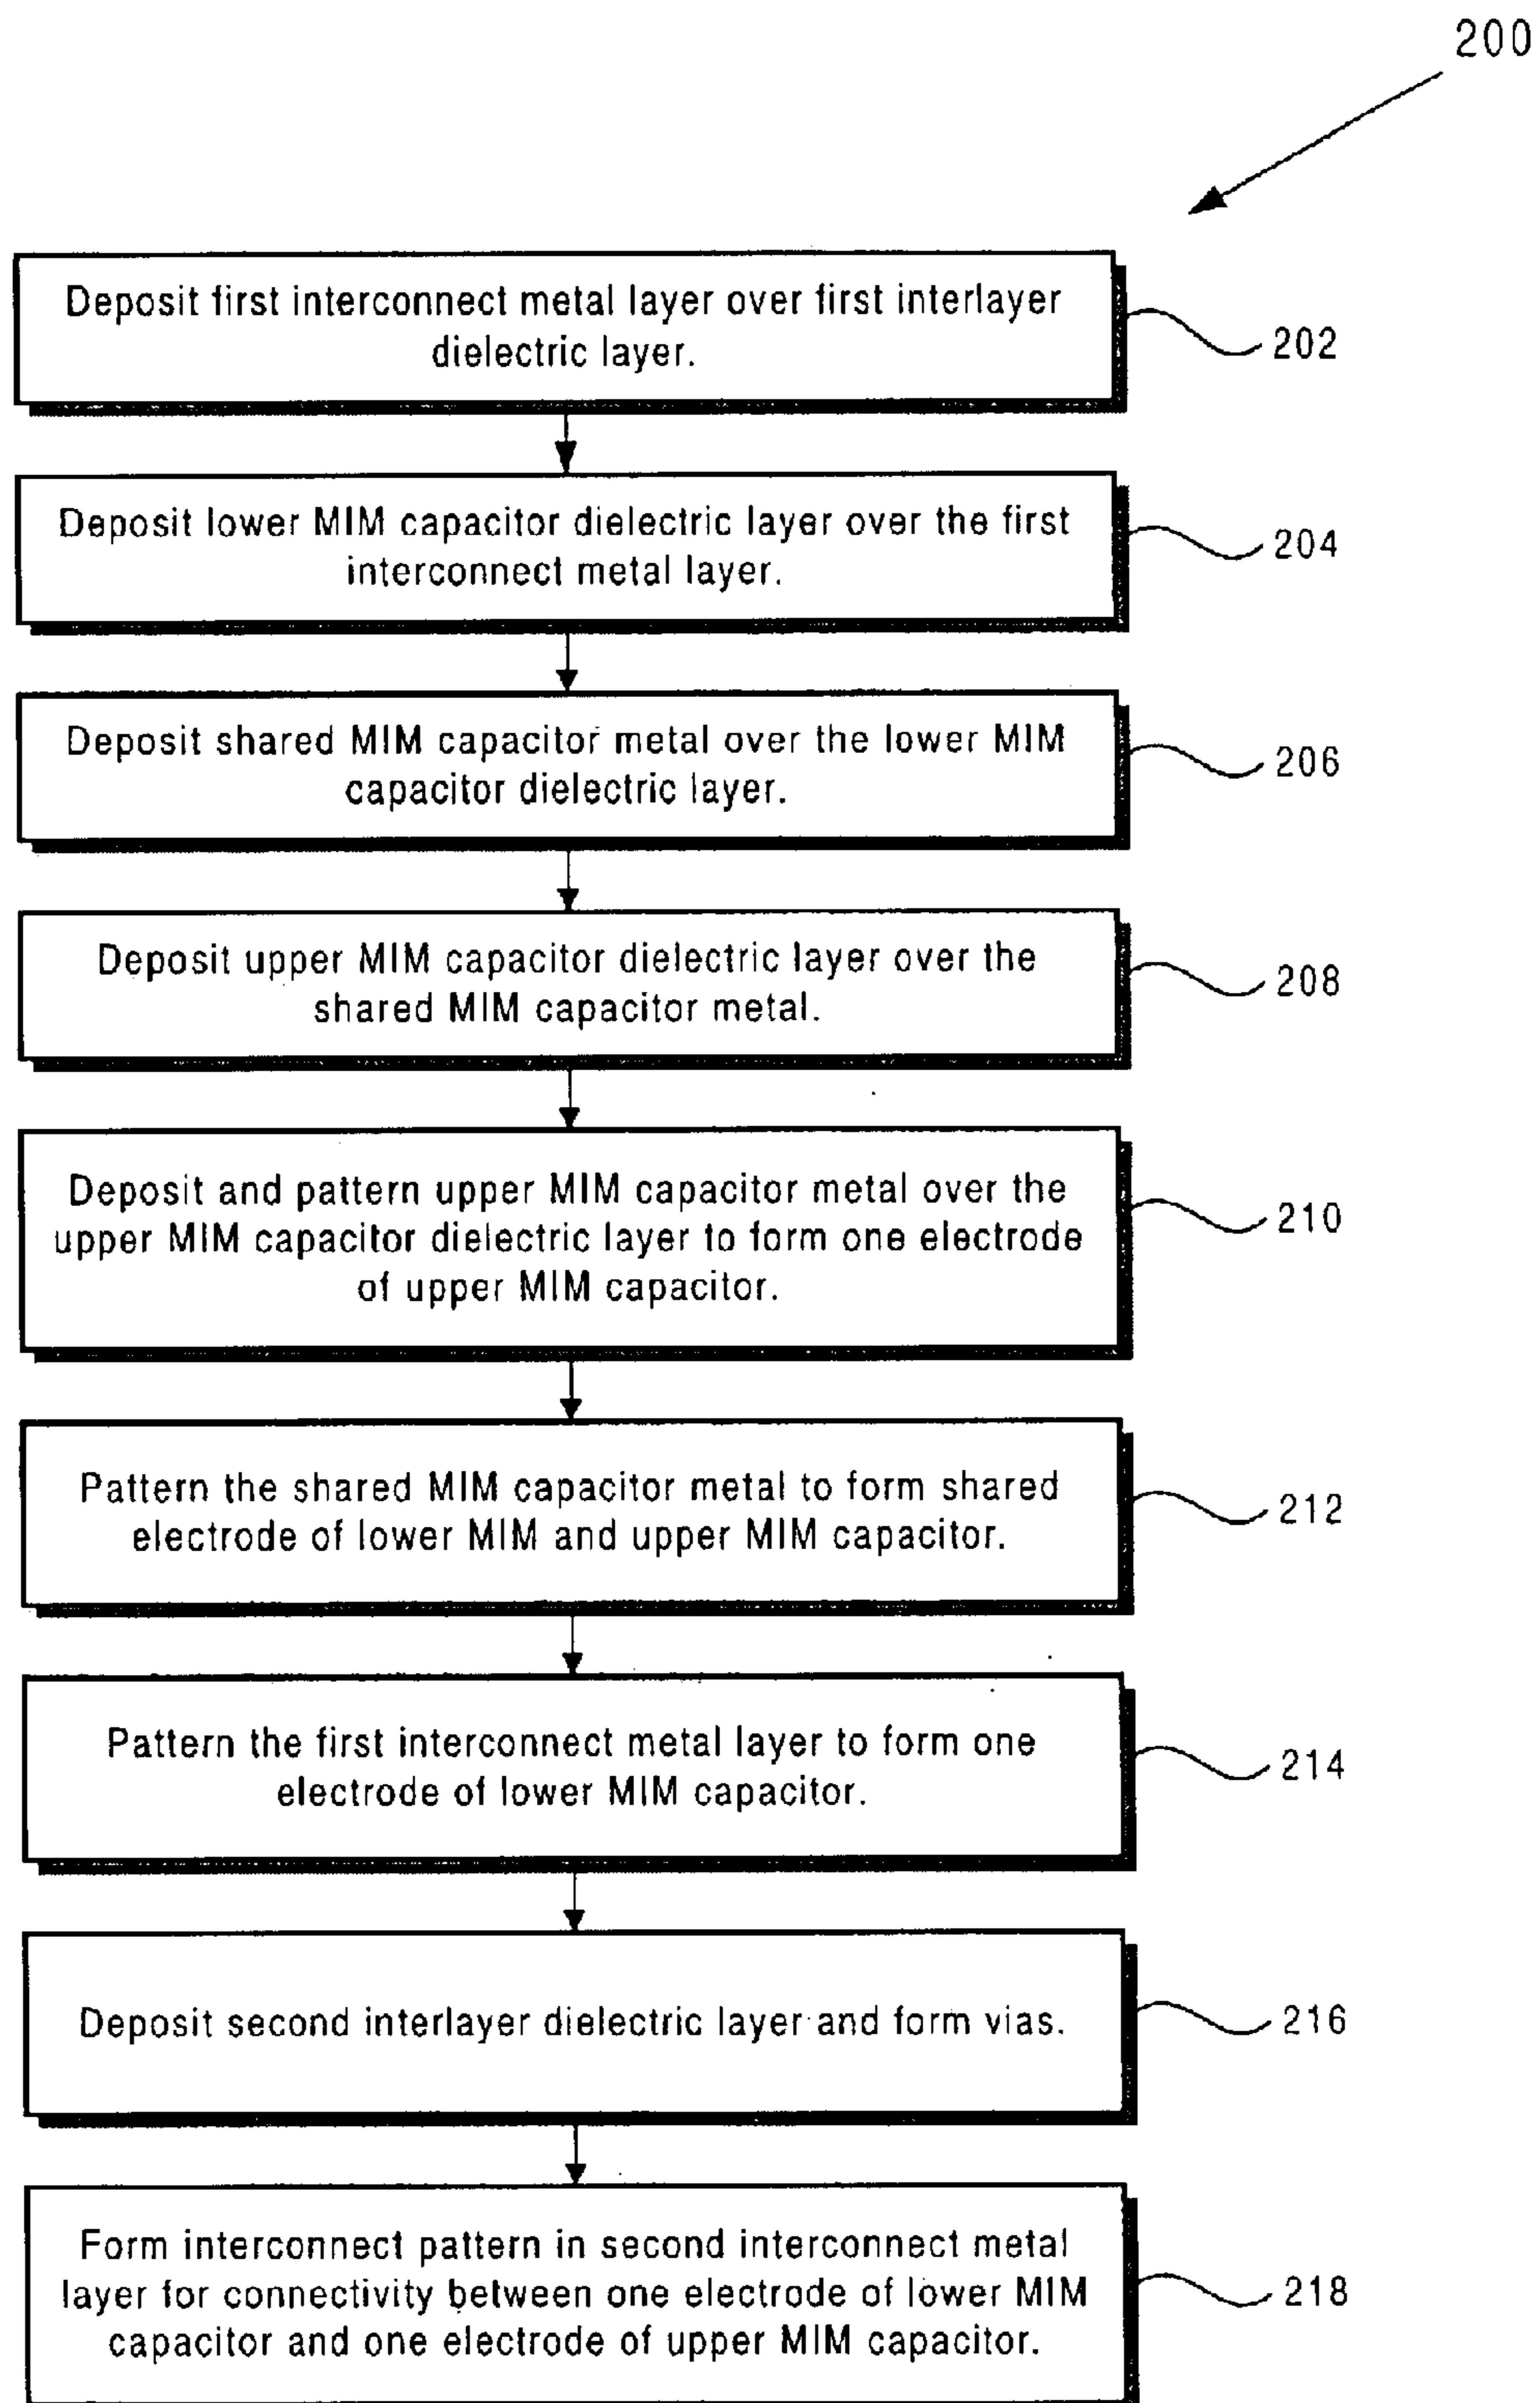 200
Deposit first interconnect metal layer over first interlayer
dielectric layer.
202
Deposit lower MIM capacitor dielectric layer over the first
interconnect metal layer.
204
Deposit shared MIM capacitor metal over the lower MIM
capacitor dielectric layer.
206
Deposit upper MIM capacitor dielectric layer over the
shared MIM capacitor metal.
208
Deposit and pattern upper MIM capacitor metal over the
upper MIM capacitor dielectric layer to form one electrode
of upper MIM capacitor.
210
Pattern the shared MIM capacitor metal to form shared
electrode of lower MIM and upper MIM capacitor.
212
Pattern the first interconnect metal layer to form one
electrode of lower MIM capacitor.
214
Deposit second interlayer dielectric layer and form vias.
216
Form interconnect pattern in second interconnect metal
layer for connectivity between one electrode of lower MIM
capacitor and one electrode of upper MIM capacitor.
218